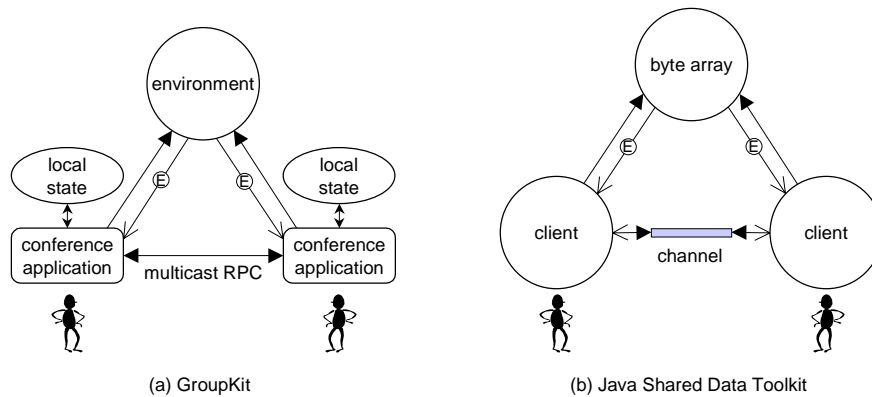 environment
local
state
E
E
local
state
conference
application
multicast RPC
conference
application
(a) GroupKit
byte array
E
E
client
channel
client
(b) Java Shared Data Toolkit